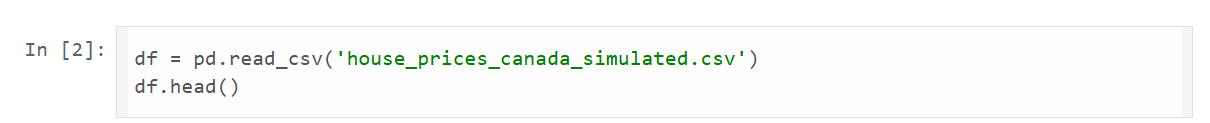 In [2]:
df = pd.read_csv('house_prices_canada_simulated.csv')
df.head()